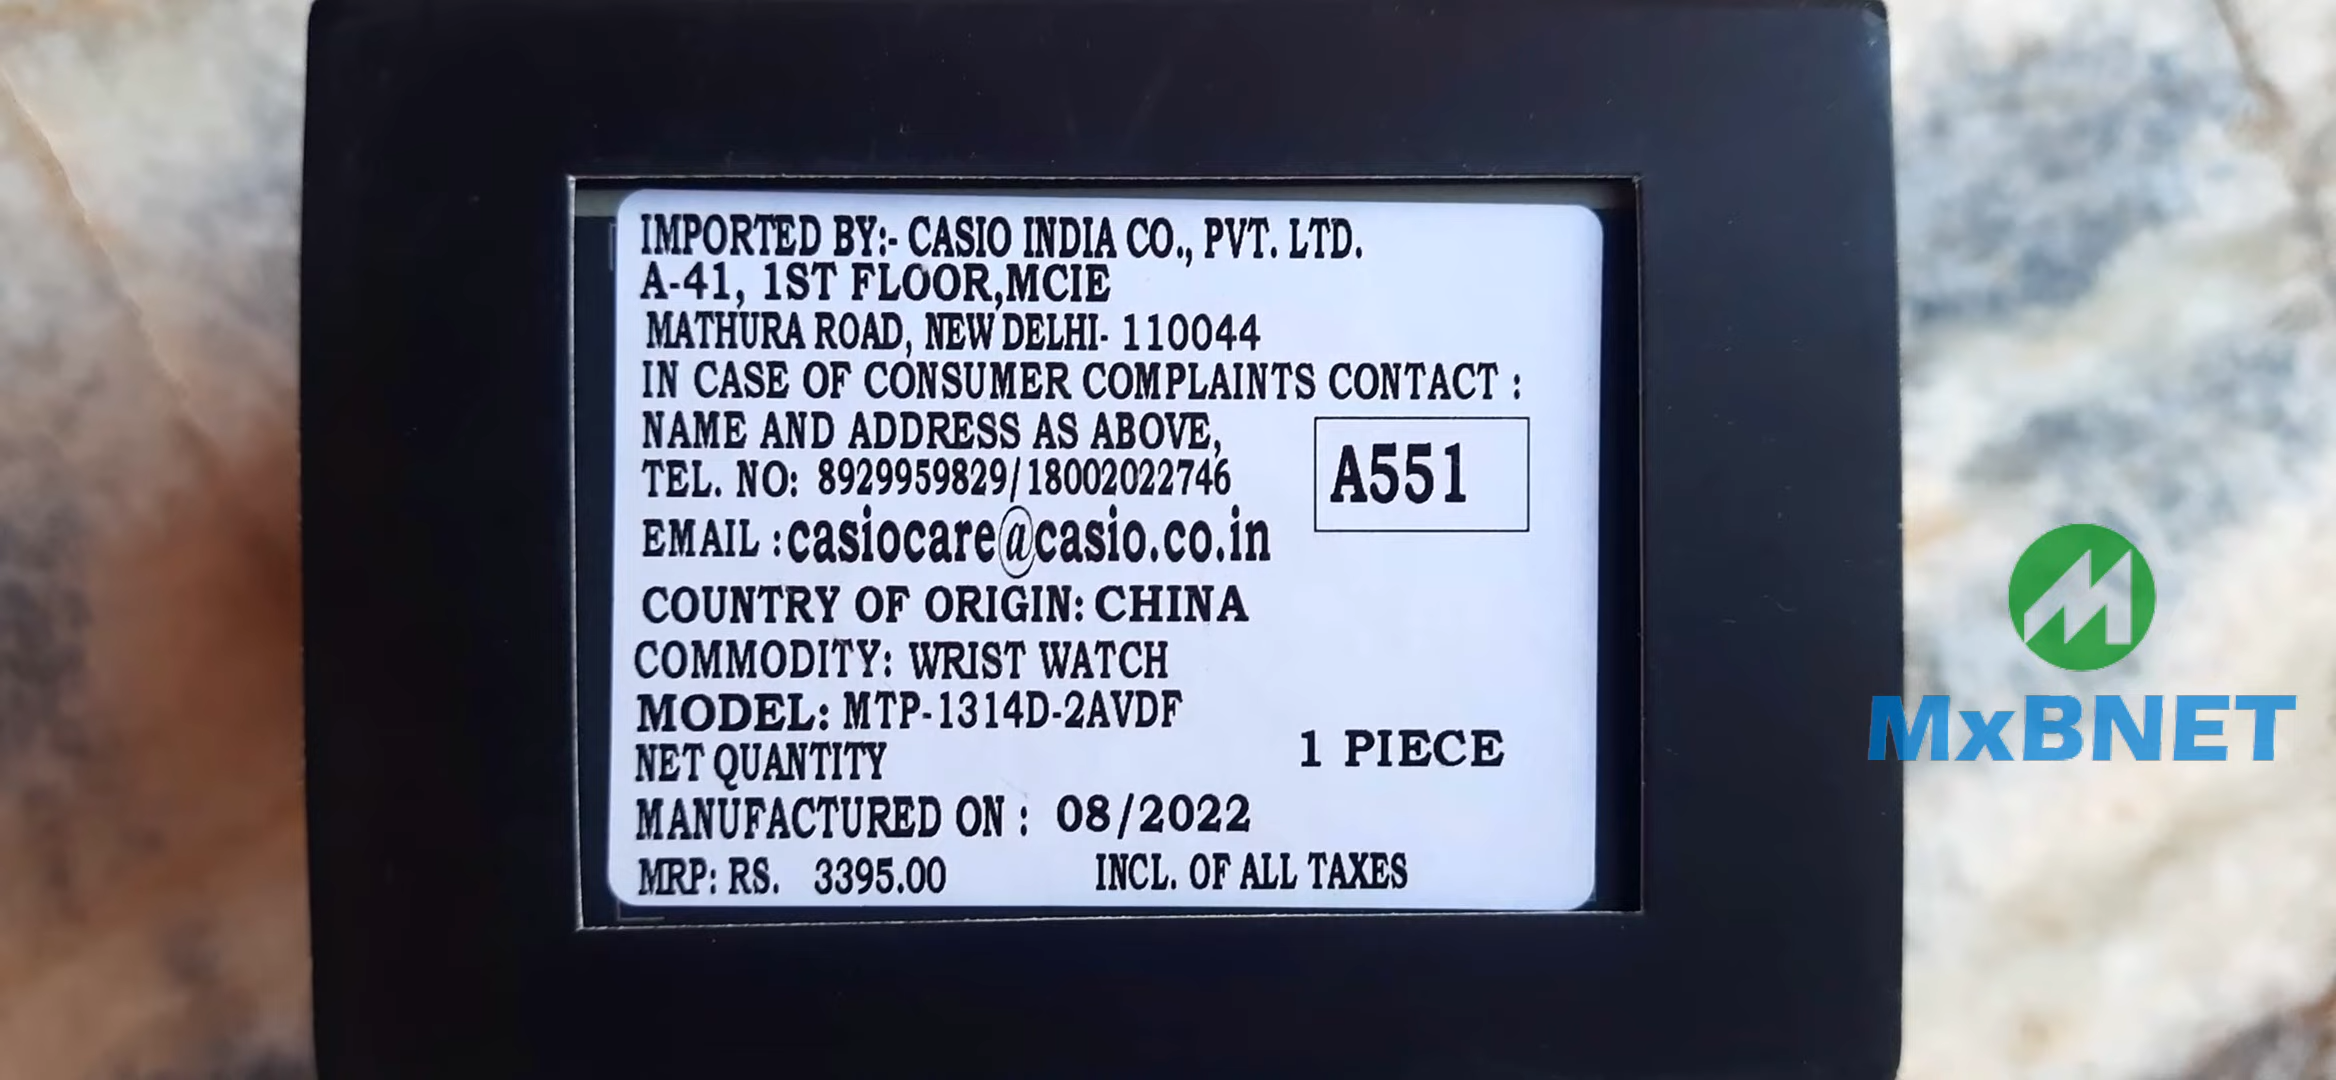 IMPORTED BY:- CASIO INDIA CO., PVT. LTD.
A-41, 1ST FLOOR,MCIE
MATHURA ROAD, NEW DELHI- 110044
IN CASE OF CONSUMER COMPLAINTS CONTACT :
NAME AND ADDRESS AS ABOVE,
TEL. NO: 8929959829/18002022746
A551
EMAIL :casiocare@casio.co.in
COUNTRY OF ORIGIN: CHINA
COMMODITY: WRIST WATCH
MODEL: MTP-1314D-2AVDF
NET QUANTITY 1 PIECE
MANUFACTURED ON : 08/2022
MRP: RS. 3395.00 INCL. OF ALL TAXES
MxBNET